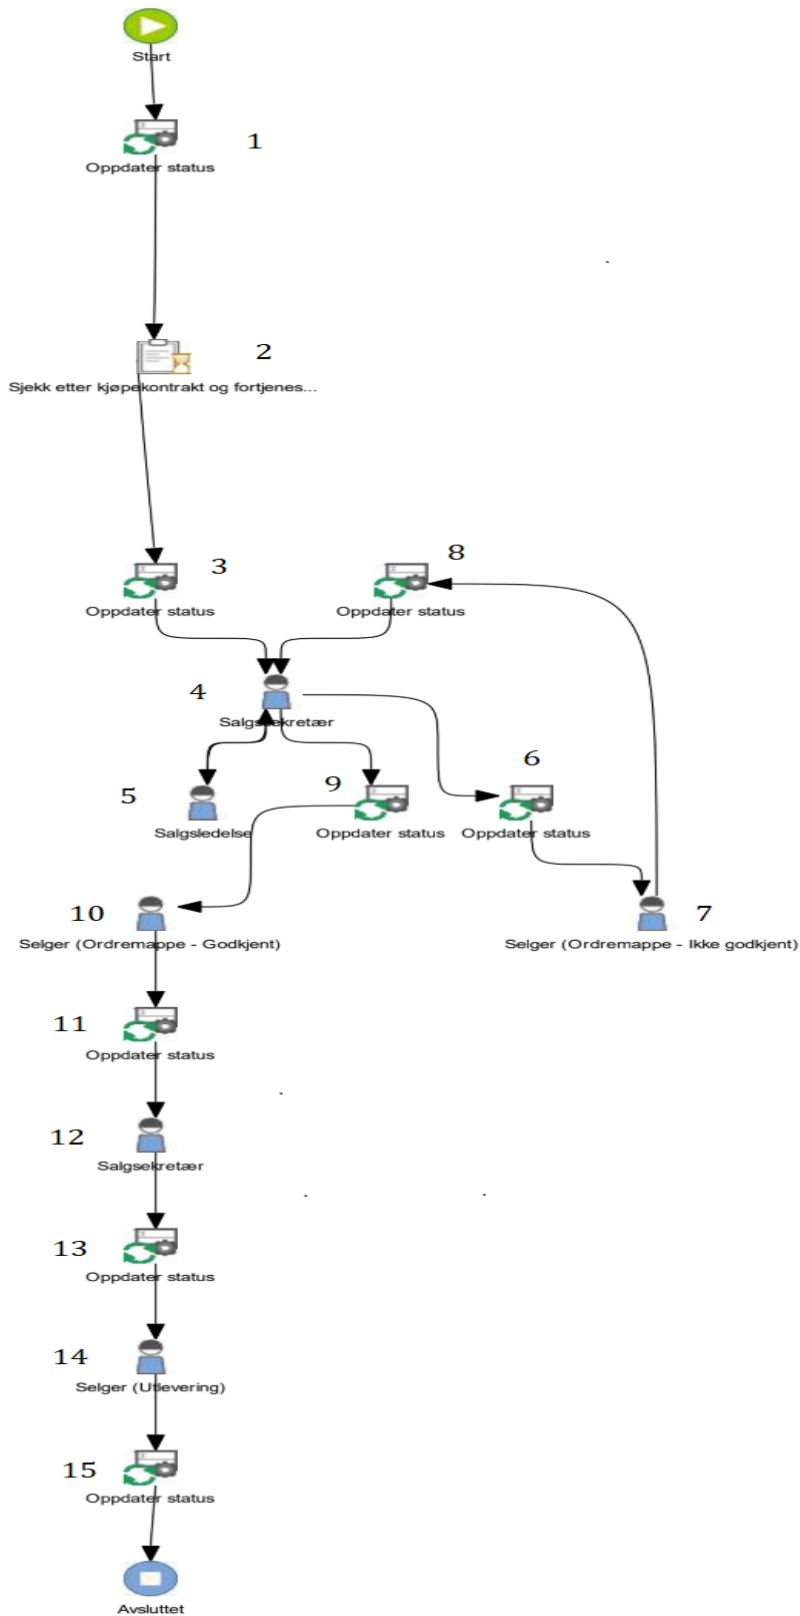 Start
1
Oppdater status
2
Sjekk etter kjøpekontrakt og fortjenes...
3
Oppdater status
8
Oppdater status
4
Salgssekretær
5
Salgsledelse
9
Oppdater status
6
Oppdater status
10
Selger (Ordremappe - Godkjent)
7
Selger (Ordremappe - Ikke godkjent)
11
Oppdater status
12
Salgsekretær
13
Oppdater status
14
Selger (Utlevering)
15
Oppdater status
Avsluttet